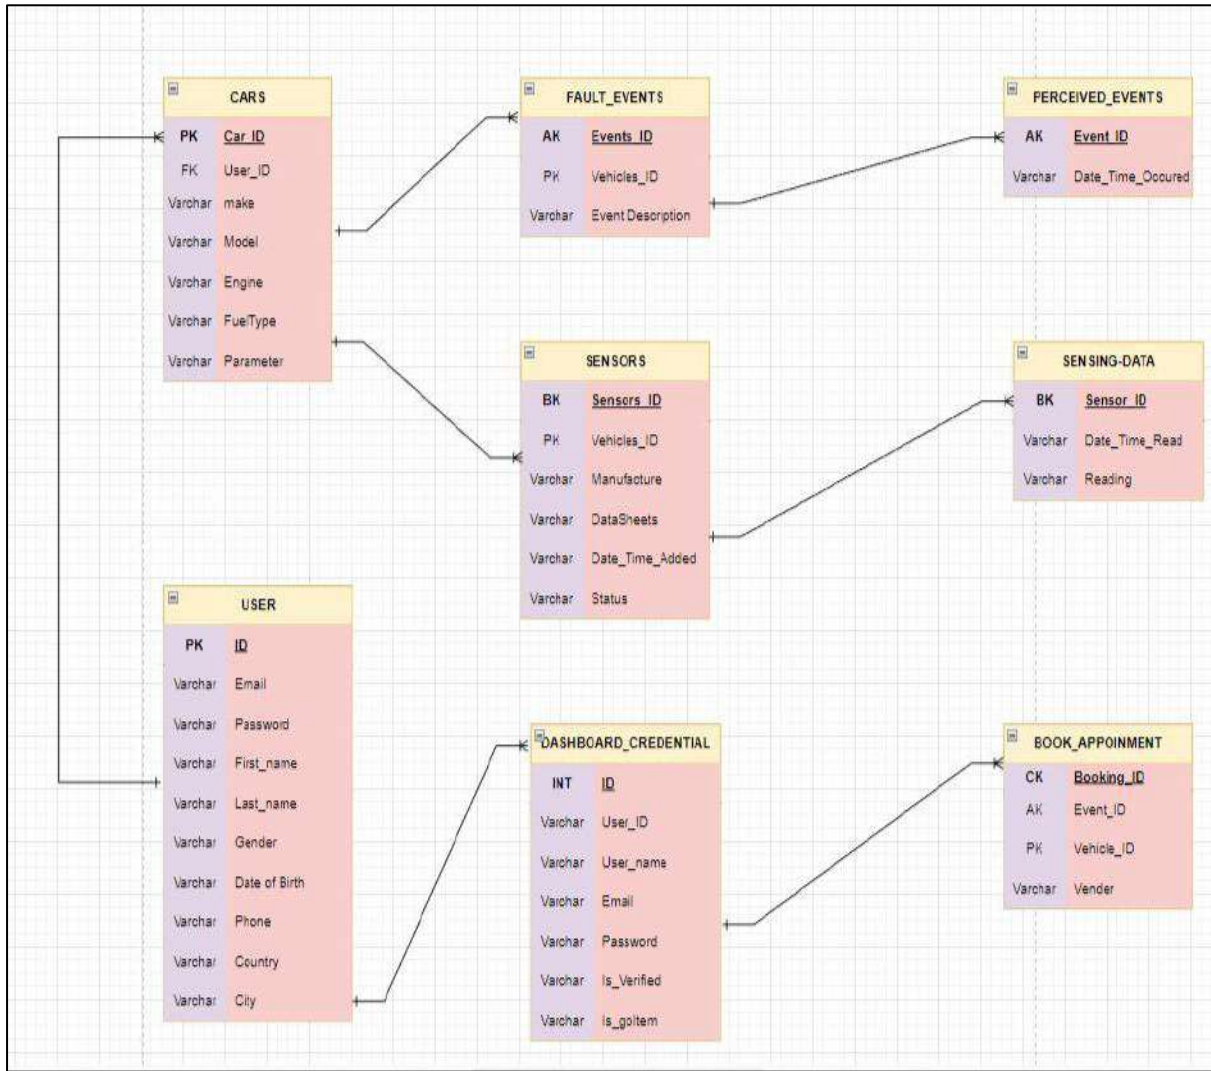 CARS
PK Car_ID
FK User_ID
Varchar make
Varchar Model
Varchar Engine
Varchar FuelType
Varchar Parameter
FAULT_EVENTS
AK Events_ID
PK Vehicles_ID
Varchar Event Description
PERCEIVED_EVENTS
AK Event_ID
Varchar Date_Time_Occured
SENSORS
BK Sensors_ID
PK Vehicles_ID
Varchar Manufacture
Varchar DataSheets
Varchar Date_Time_Added
Varchar Status
SENSING-DATA
BK Sensor_ID
Varchar Date_Time_Read
Varchar Reading
USER
PK ID
Varchar Email
Varchar Password
Varchar First_name
Varchar Last_name
Varchar Gender
Varchar Date of Birth
Varchar Phone
Varchar Country
Varchar City
DASHBOARD_CREDENTIAL
INT ID
Varchar User_ID
Varchar User_name
Varchar Email
Varchar Password
Varchar Is_Verified
Varchar Is_goItem
BOOK_APPOINMENT
CK Booking_ID
AK Event_ID
PK Vehicle_ID
Varchar Vender